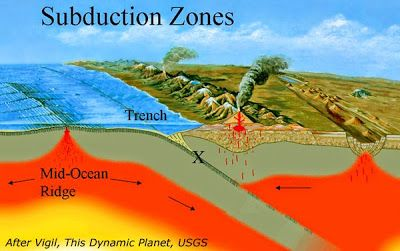 Subduction Zones
Trench
X
Mid-Ocean
Ridge
After Vigil, This Dynamic Planet, USGS